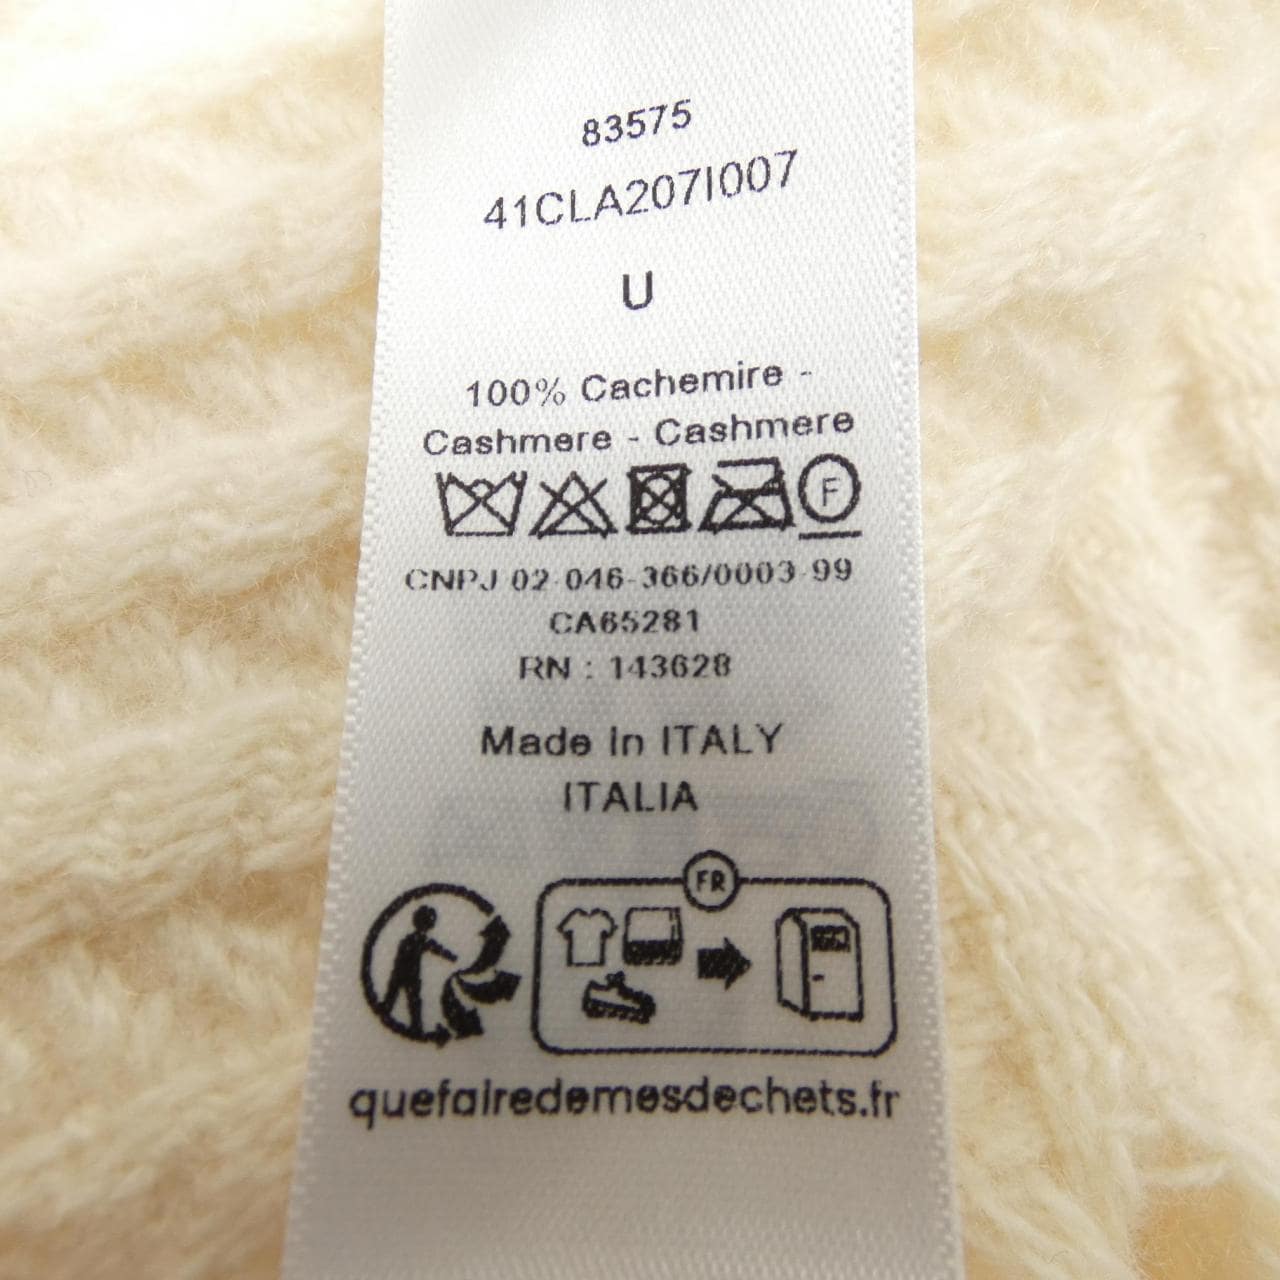 83575
41CLA207I007
U
100% Cachemire -
Cashmere - Cashmere
F
CNPJ 02-046-366/0003-99
CA65281
RN : 143628
Made in ITALY
ITALIA
FR
quefairedemesdechets.fr